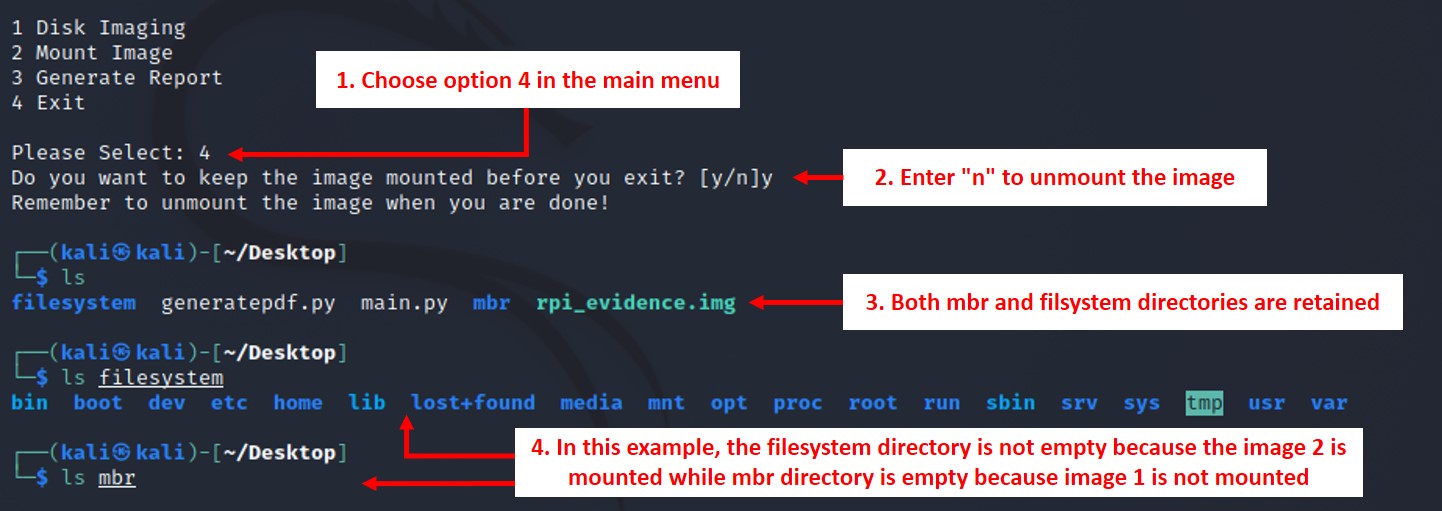 1 Disk Imaging
2 Mount Image
3 Generate Report
4 Exit
1. Choose option 4 in the main menu
Please Select: 4
Do you want to keep the image mounted before you exit? [y/n]y
2. Enter "n" to unmount the image
Remember to unmount the image when you are done!
┌──(kali㉿kali)-[~/Desktop]
└─$ ls
filesystem generatepdf.py main.py mbr rpi_evidence.img
3. Both mbr and filsystem directories are retained
┌──(kali㉿kali)-[~/Desktop]
└─$ ls filesystem
bin boot dev etc home lib lost+found media mnt opt proc root run sbin srv sys tmp usr var
4. In this example, the filesystem directory is not empty because the image 2 is
mounted while mbr directory is empty because image 1 is not mounted
┌──(kali㉿kali)-[~/Desktop]
└─$ ls mbr